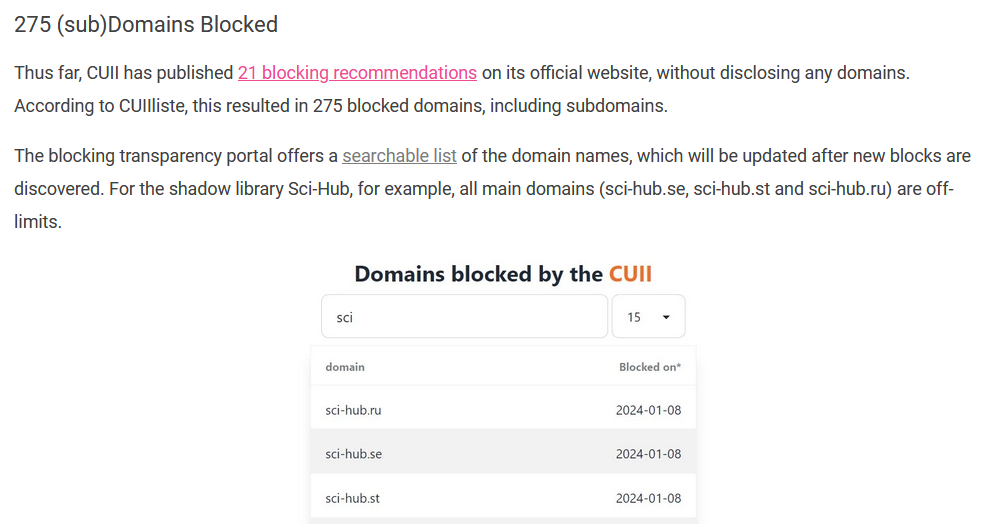 275 (sub)Domains Blocked
Thus far, CUII has published 21 blocking recommendations on its official website, without disclosing any domains.
According to CUIIliste, this resulted in 275 blocked domains, including subdomains.
The blocking transparency portal offers a searchable list of the domain names, which will be updated after new blocks are
discovered. For the shadow library Sci-Hub, for example, all main domains (sci-hub.se, sci-hub.st and sci-hub.ru) are off-
limits.
Domains blocked by the CUII
sci 15
domain Blocked on*
sci-hub.ru 2024-01-08
sci-hub.se 2024-01-08
sci-hub.st 2024-01-08